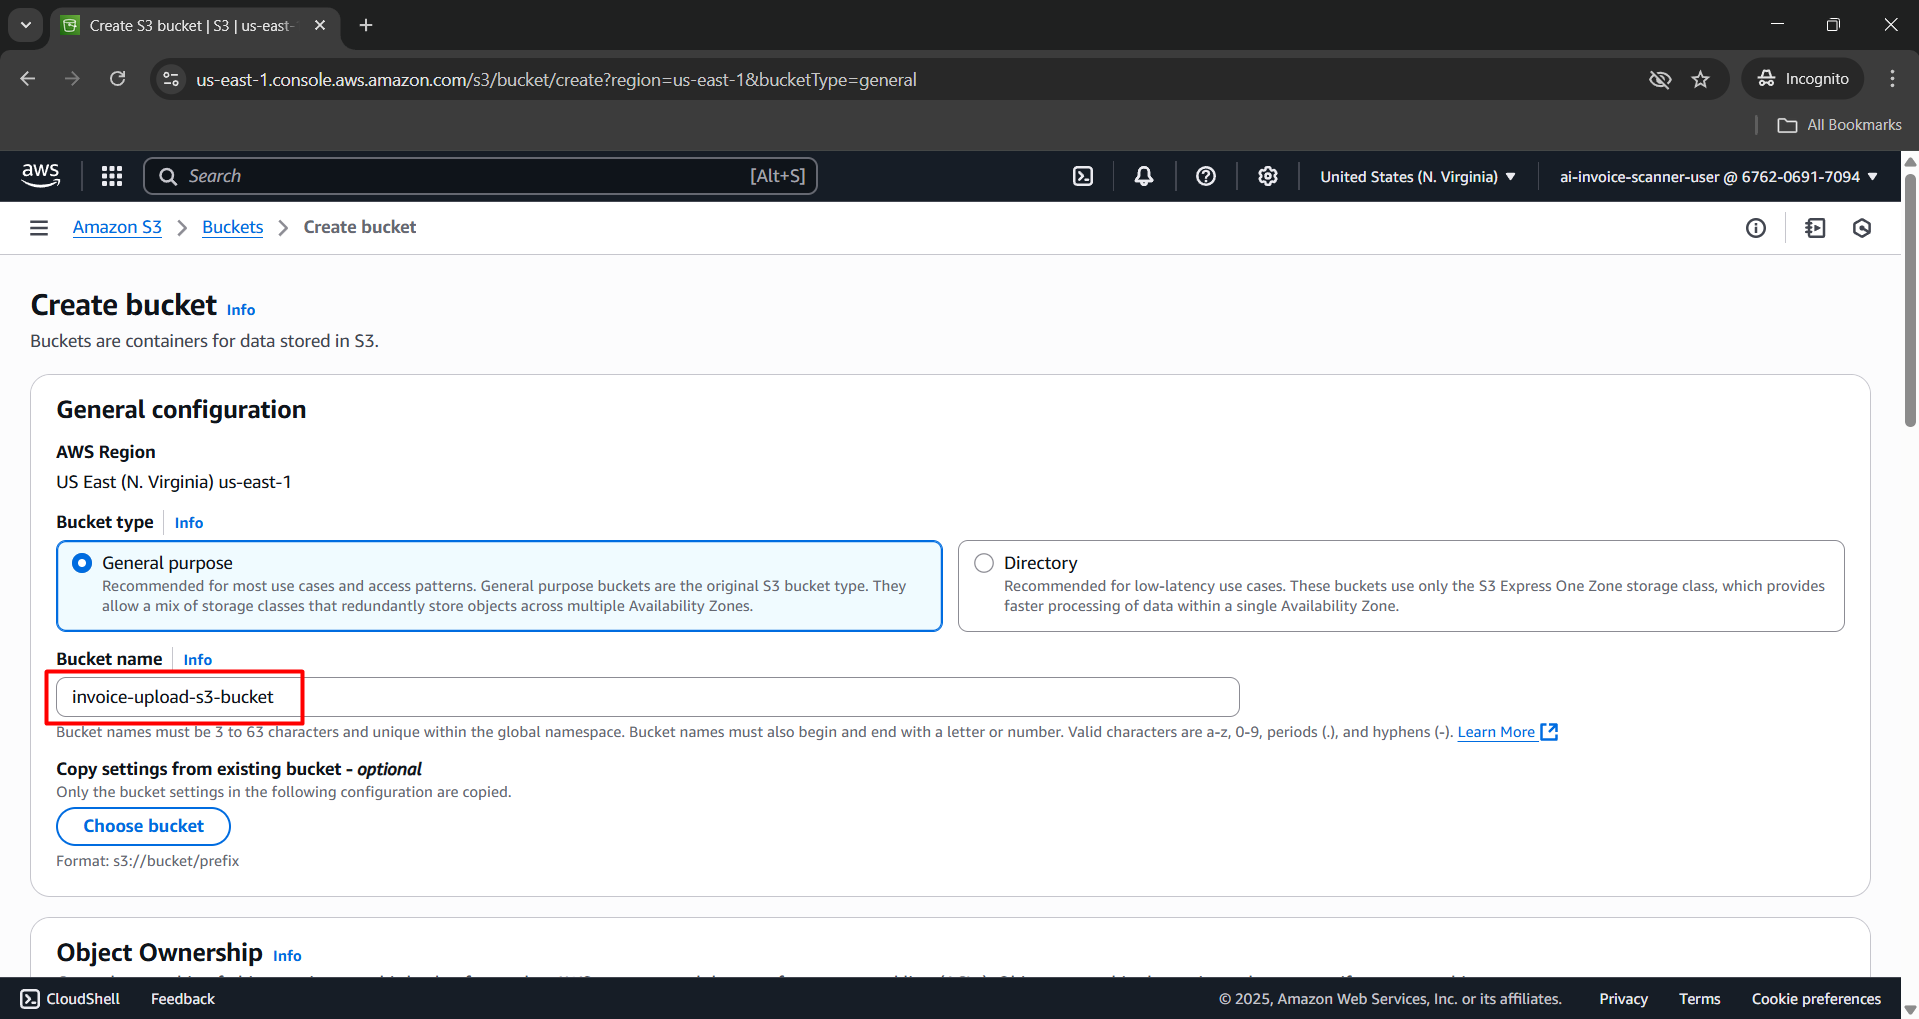 Create S3 bucket | S3 | us-east-
us-east-1.console.aws.amazon.com/s3/bucket/create?region=us-east-1&bucketType=general
Incognito
All Bookmarks
aws
Search
[Alt+S]
United States (N. Virginia)
ai-invoice-scanner-user @ 6762-0691-7094
Amazon S3
Buckets
Create bucket
Create bucket Info
Buckets are containers for data stored in S3.
General configuration
AWS Region
US East (N. Virginia) us-east-1
Bucket type Info
General purpose
Recommended for most use cases and access patterns. General purpose buckets are the original S3 bucket type. They
allow a mix of storage classes that redundantly store objects across multiple Availability Zones.
Directory
Recommended for low-latency use cases. These buckets use only the S3 Express One Zone storage class, which provides
faster processing of data within a single Availability Zone.
Bucket name Info
invoice-upload-s3-bucket
Bucket names must be 3 to 63 characters and unique within the global namespace. Bucket names must also begin and end with a letter or number. Valid characters are a-z, 0-9, periods (.), and hyphens (-). Learn More
Copy settings from existing bucket - optional
Only the bucket settings in the following configuration are copied.
Choose bucket
Format: s3://bucket/prefix
Object Ownership Info
CloudShell
Feedback
© 2025, Amazon Web Services, Inc. or its affiliates.
Privacy
Terms
Cookie preferences